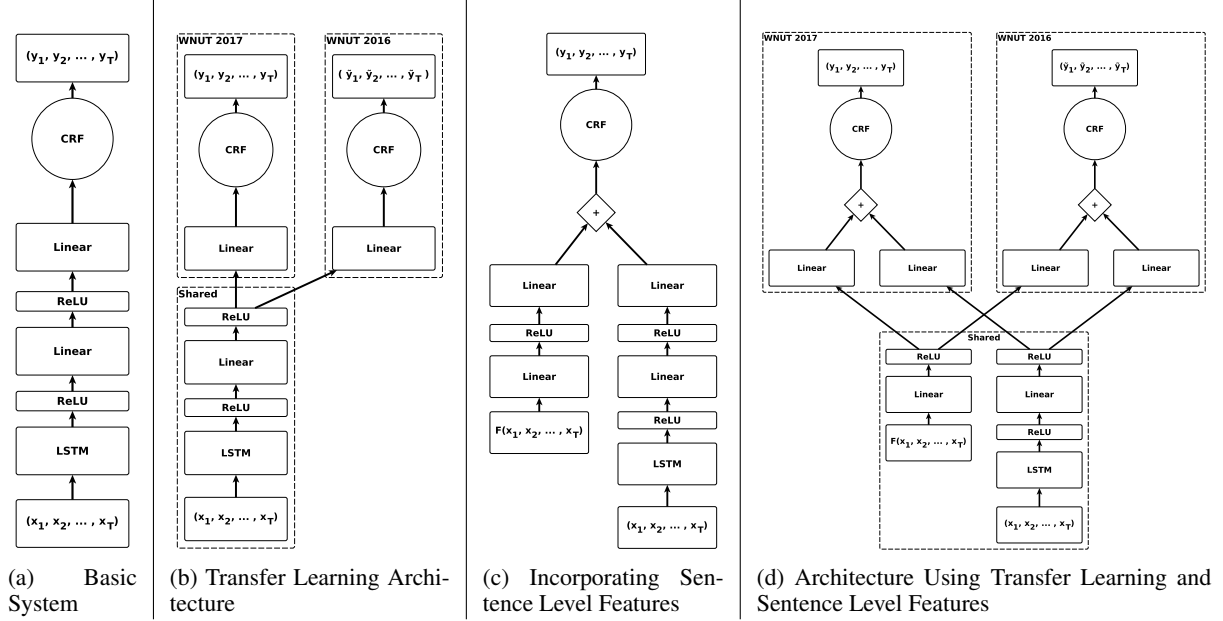 (y1, y2, ... , yT)
CRF
Linear
ReLU
Linear
ReLU
LSTM
(x1, x2, ... , xT)
(a) Basic
System
WNUT 2017
(y1, y2, ... , yT)
CRF
Linear
WNUT 2016
( ÿ1, ÿ2, ... , ÿT )
CRF
Linear
Shared
ReLU
Linear
ReLU
LSTM
(x1, x2, ... , xT)
(b) Transfer Learning Archi-
tecture
(y1, y2, ... , yT)
CRF
+
Linear
ReLU
Linear
F(x1, x2, ... , xT)
Linear
ReLU
Linear
ReLU
LSTM
(x1, x2, ... , xT)
(c) Incorporating Sen-
tence Level Features
WNUT 2017
(y1, y2, ... , yT)
CRF
+
Linear
Linear
WNUT 2016
(ÿ1, ÿ2, ... , ÿT)
CRF
+
Linear
Linear
Shared
ReLU
Linear
F(x1, x2, ... , xT)
ReLU
Linear
ReLU
LSTM
(x1, x2, ... , xT)
(d) Architecture Using Transfer Learning and
Sentence Level Features